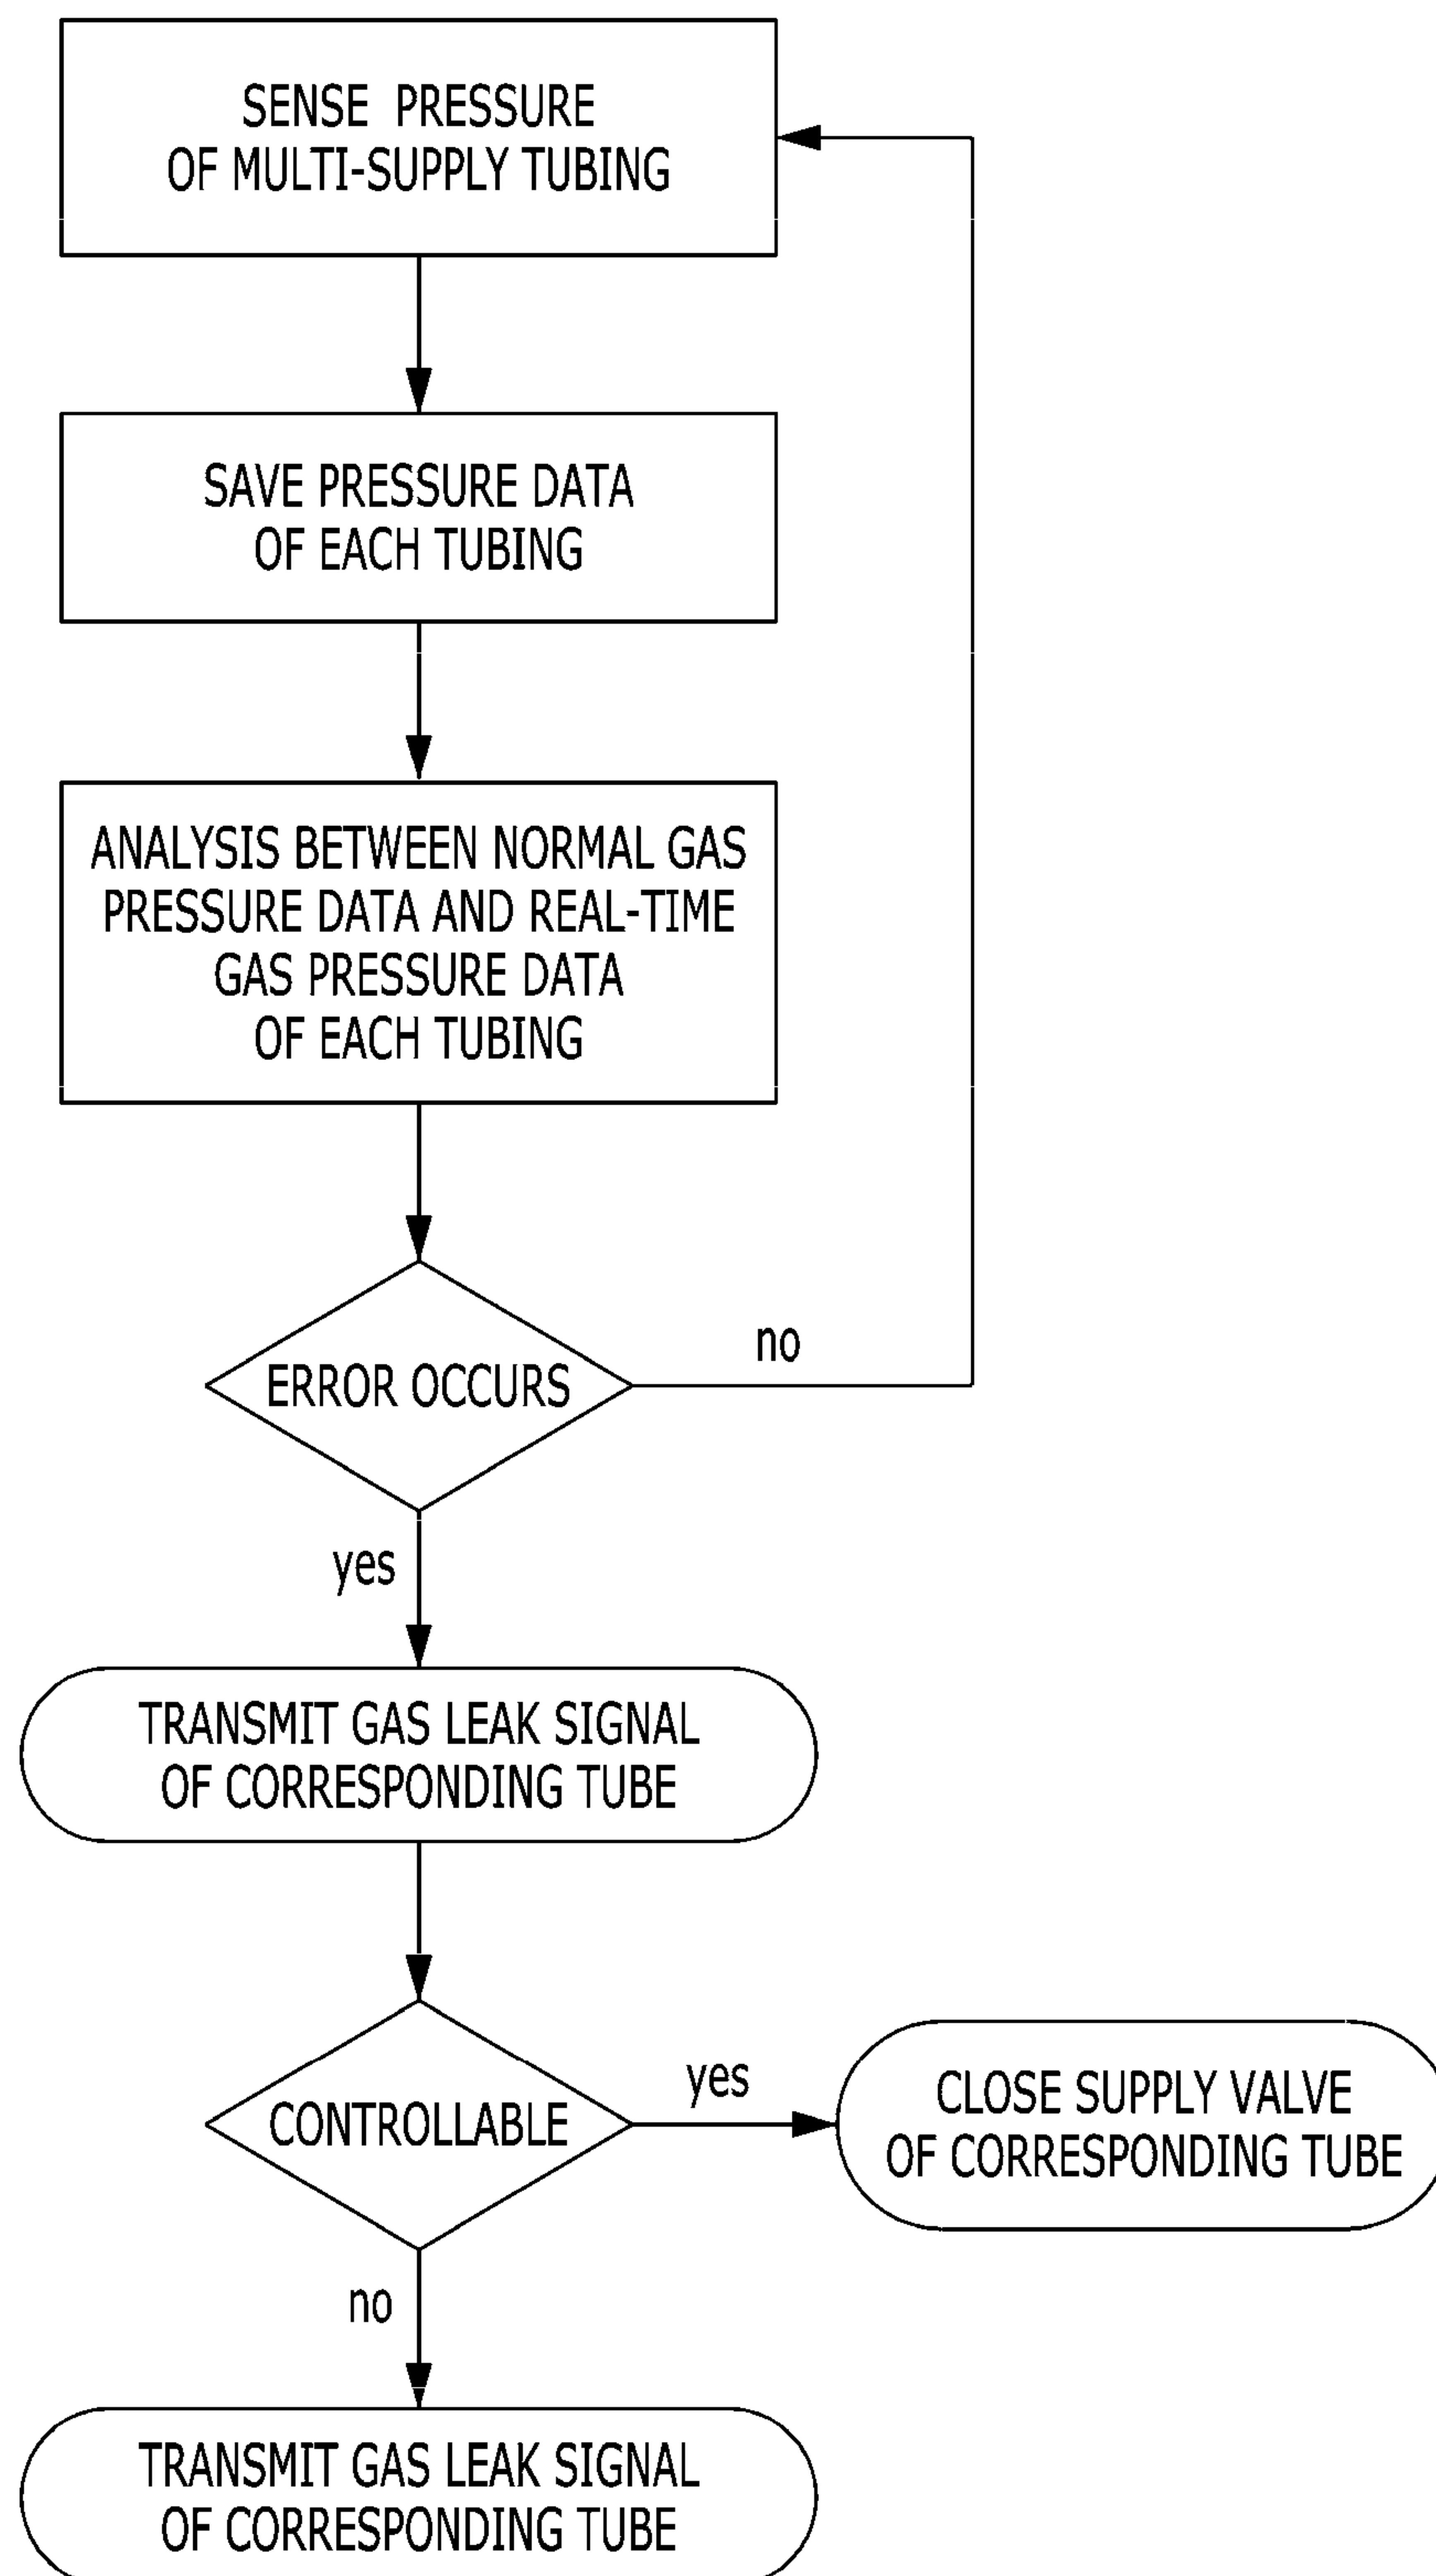 SENSE PRESSURE
OF MULTI-SUPPLY TUBING
SAVE PRESSURE DATA
OF EACH TUBING
ANALYSIS BETWEEN NORMAL GAS
PRESSURE DATA AND REAL-TIME
GAS PRESSURE DATA
OF EACH TUBING
ERROR OCCURS
no
yes
TRANSMIT GAS LEAK SIGNAL
OF CORRESPONDING TUBE
CONTROLLABLE
yes
CLOSE SUPPLY VALVE
OF CORRESPONDING TUBE
no
TRANSMIT GAS LEAK SIGNAL
OF CORRESPONDING TUBE